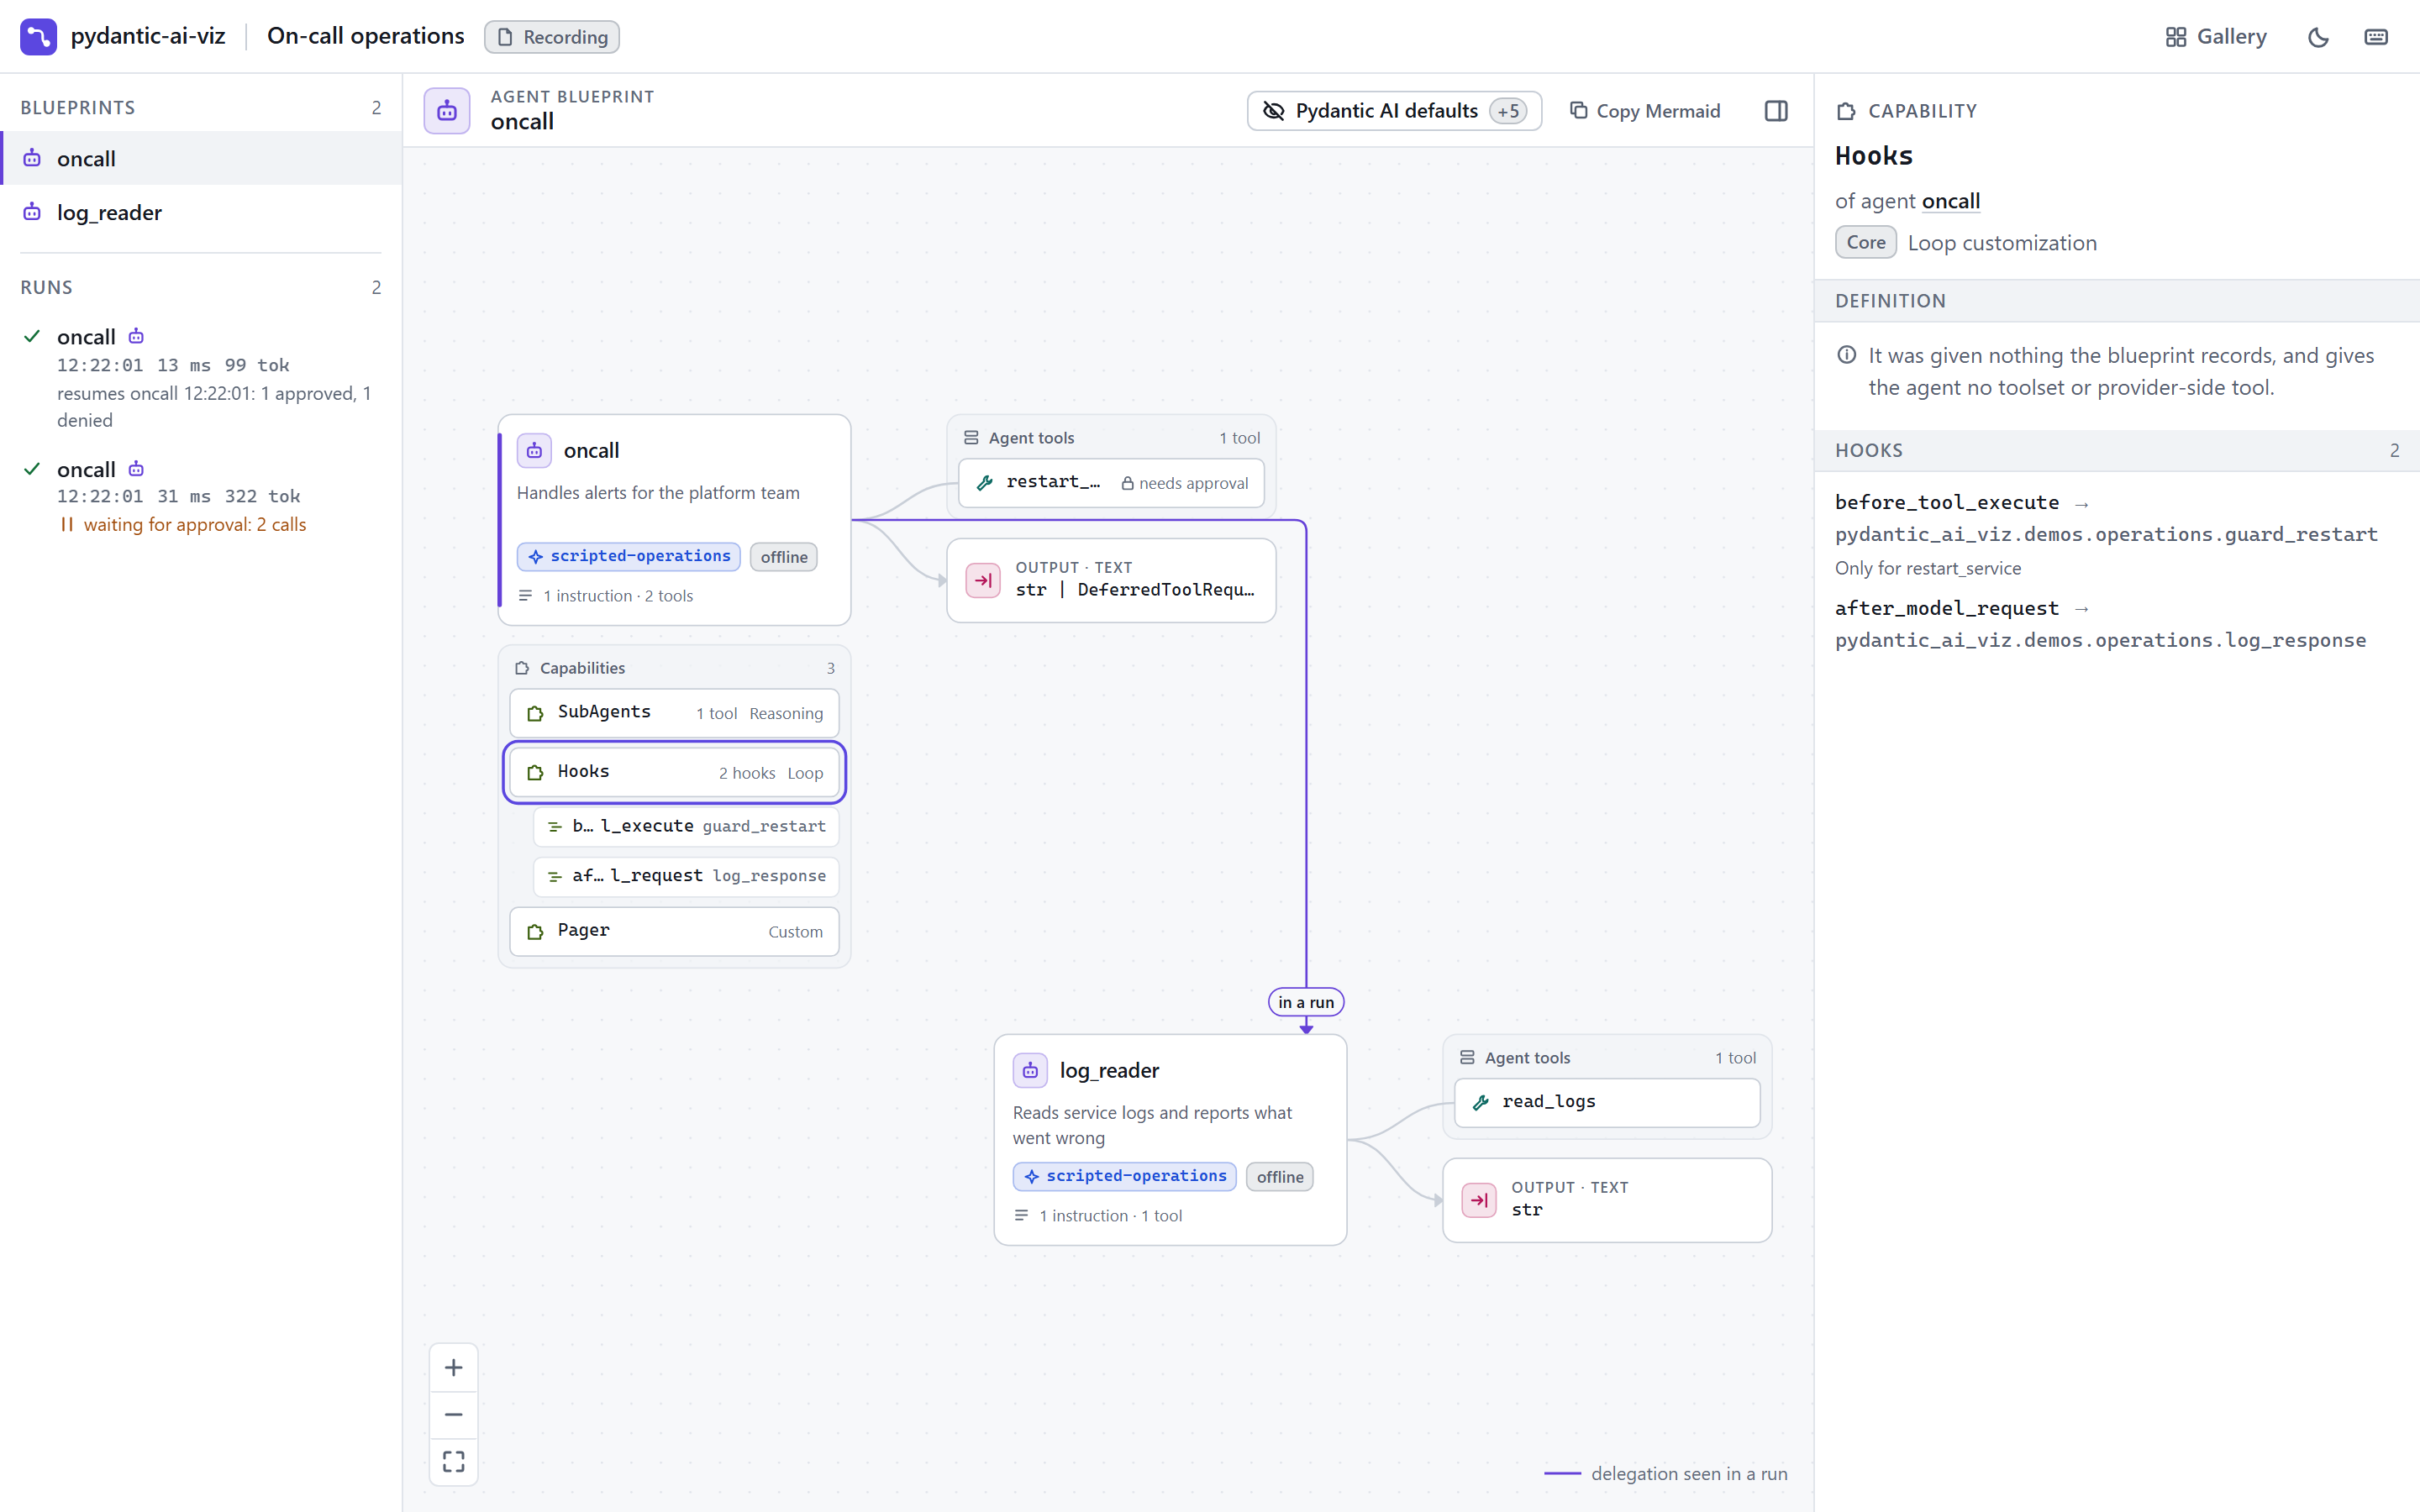 pydantic-ai-viz
On-call operations
Recording
Gallery
BLUEPRINTS 2
oncall
log_reader
RUNS 2
oncall
12:22:01 13 ms 99 tok
resumes oncall 12:22:01: 1 approved, 1
denied
oncall
12:22:01 31 ms 322 tok
waiting for approval: 2 calls
AGENT BLUEPRINT
oncall
Pydantic AI defaults +5
Copy Mermaid
oncall
Handles alerts for the platform team
scripted-operations offline
1 instruction · 2 tools
Agent tools 1 tool
restart_… needs approval
OUTPUT · TEXT
str | DeferredToolRequ…
Capabilities 3
SubAgents 1 tool Reasoning
Hooks 2 hooks Loop
b… l_execute guard_restart
af… l_request log_response
Pager Custom
in a run
log_reader
Reads service logs and reports what
went wrong
scripted-operations offline
1 instruction · 1 tool
Agent tools 1 tool
read_logs
OUTPUT · TEXT
str
delegation seen in a run
CAPABILITY
Hooks
of agent oncall
Core Loop customization
DEFINITION
It was given nothing the blueprint records, and gives
the agent no toolset or provider-side tool.
HOOKS 2
before_tool_execute →
pydantic_ai_viz.demos.operations.guard_restart
Only for restart_service
after_model_request →
pydantic_ai_viz.demos.operations.log_response